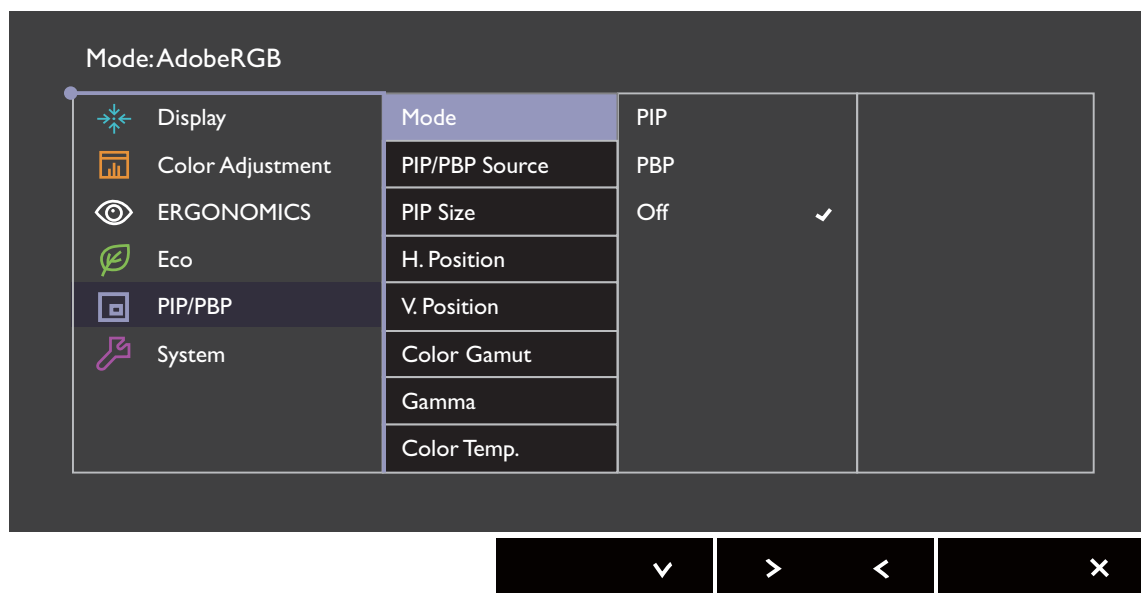 Mode: AdobeRGB
Display
Color Adjustment
ERGONOMICS
Eco
PIP/PBP
System
Mode
PIP/PBP Source
PIP Size
H. Position
V. Position
Color Gamut
Gamma
Color Temp.
PIP
PBP
Off